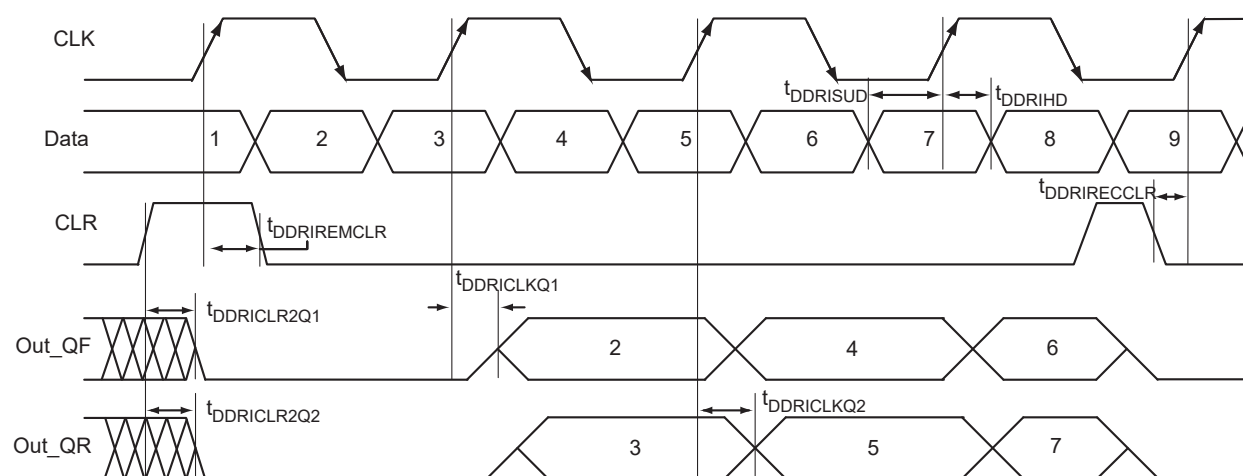 CLK
tDDRISUD
tDDRIHD
Data 1 2 3 4 5 6 7 8 9
tDDRIRECCLR
CLR
tDDRIREMCLR
tDDRICLKQ1
tDDRICLR2Q1
Out_QF 2 4 6
tDDRICLR2Q2
tDDRICLKQ2
Out_QR 3 5 7